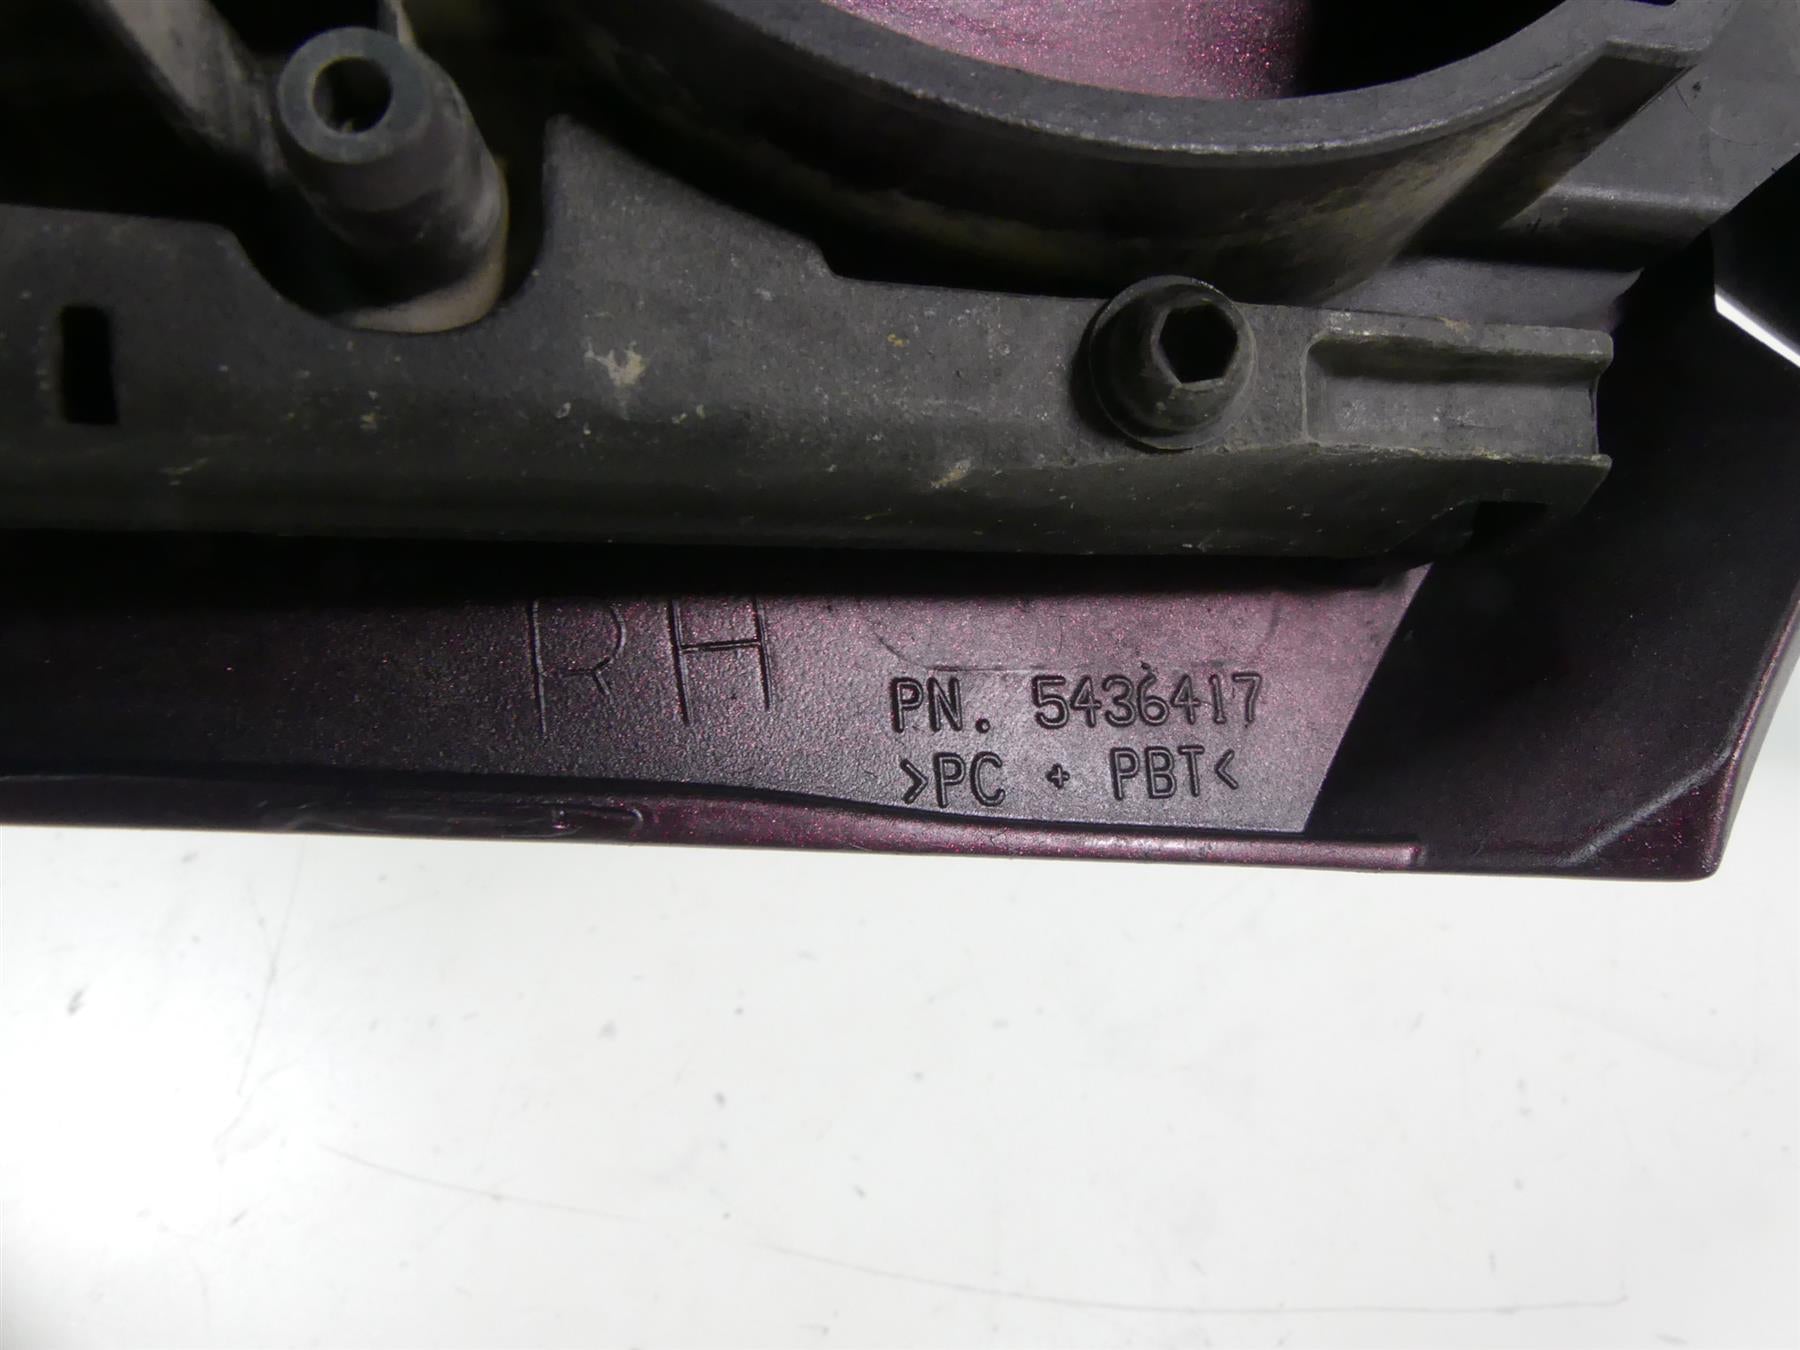 RH
PN. 5436417
>PC + PBT<